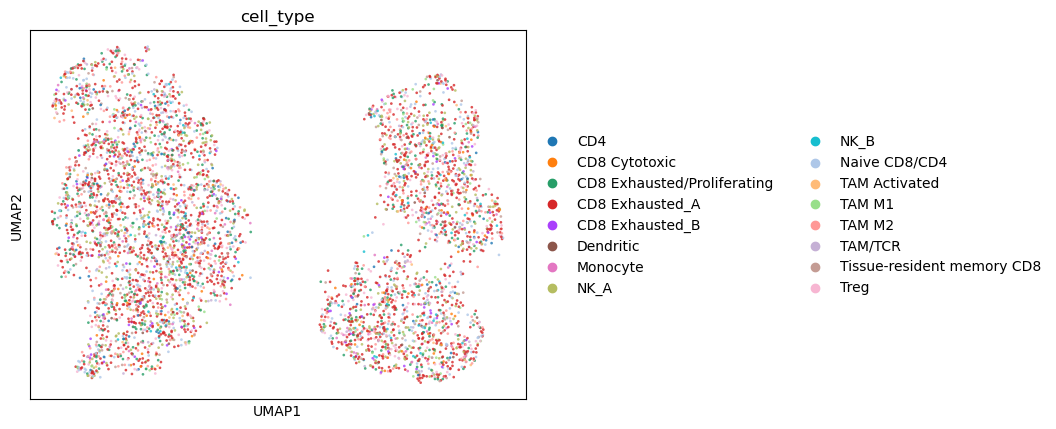 cell_type
UMAP2
UMAP1
CD4
CD8 Cytotoxic
CD8 Exhausted/Proliferating
CD8 Exhausted_A
CD8 Exhausted_B
Dendritic
Monocyte
NK_A
NK_B
Naive CD8/CD4
TAM Activated
TAM M1
TAM M2
TAM/TCR
Tissue-resident memory CD8
Treg